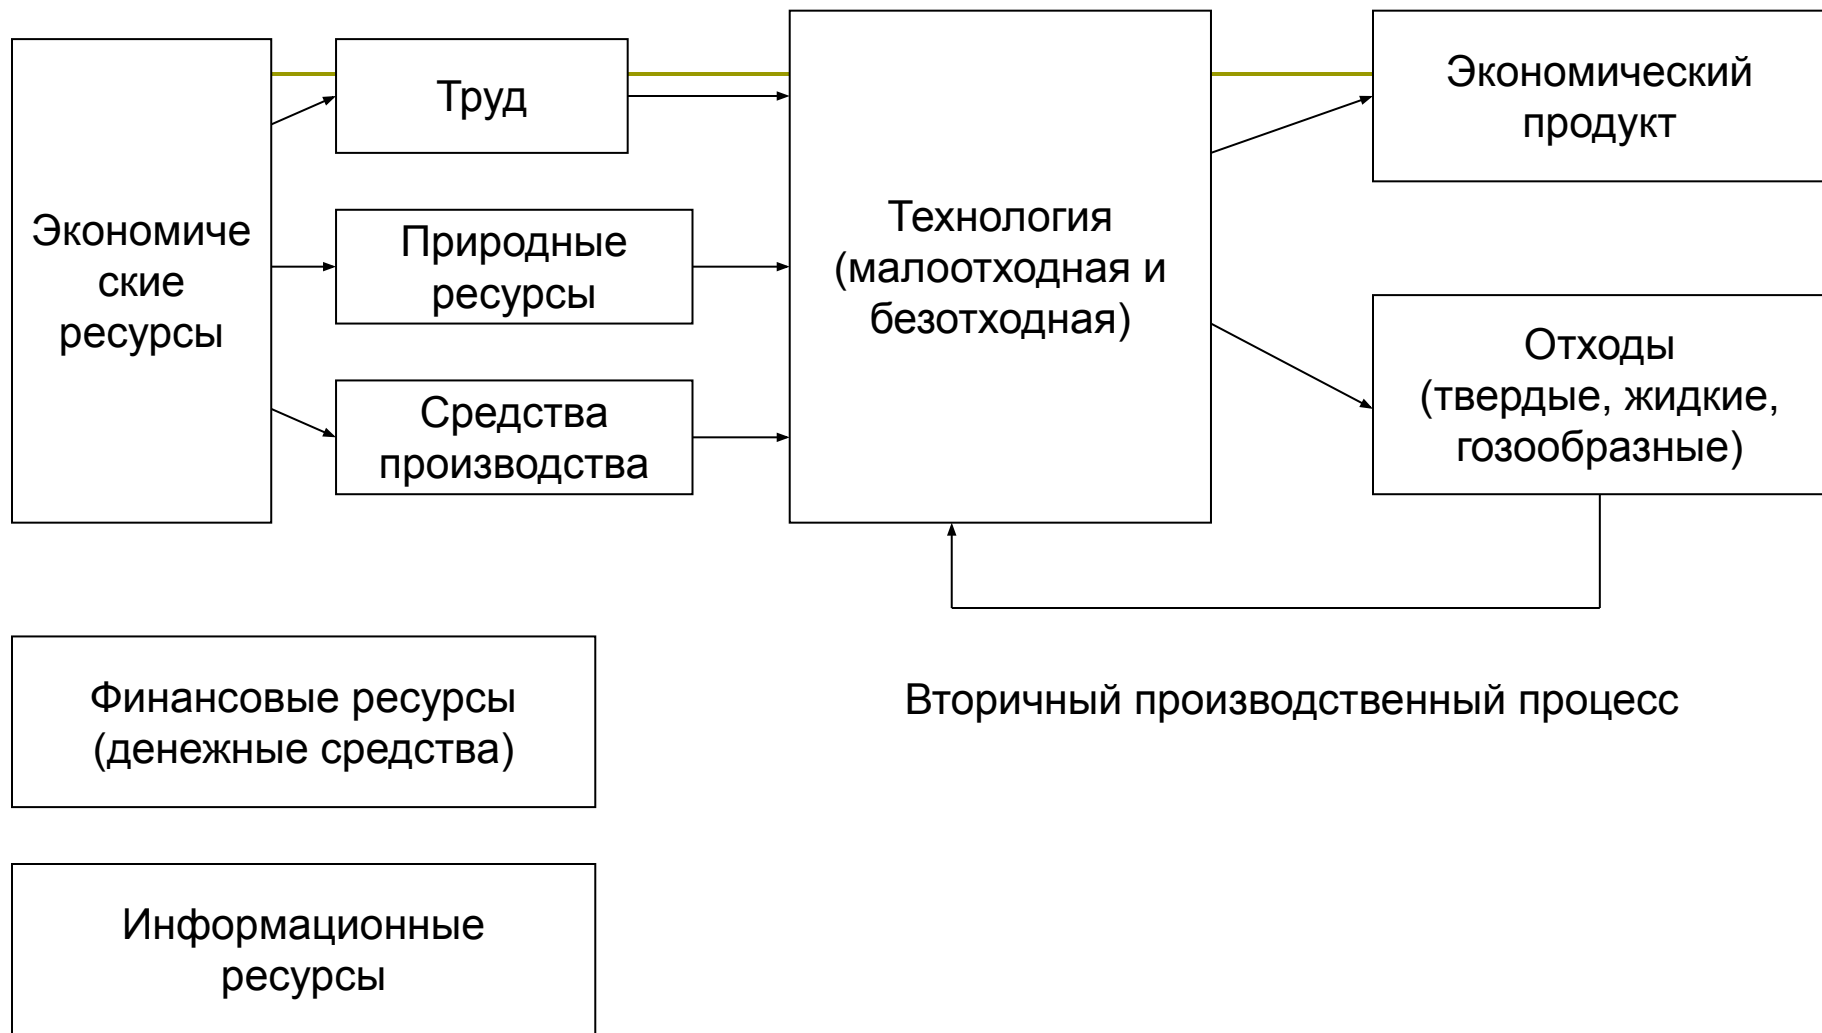 Экономиче
ские
ресурсы
Труд
Природные
ресурсы
Средства
производства
Технология
(малоотходная и
безотходная)
Экономический
продукт
Отходы
(твердые, жидкие,
гозообразные)
Вторичный производственный процесс
Финансовые ресурсы
(денежные средства)
Информационные
ресурсы